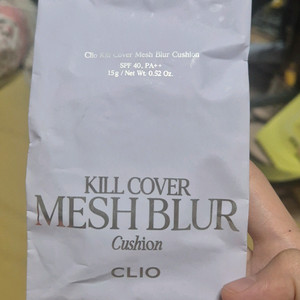 Clio Kill Cover Mesh Blur Cushion
SPF 40, PA++
15g / Net Wt. 0.52 Oz.
KILL COVER
MESH BLUR
Cushion
CLIO